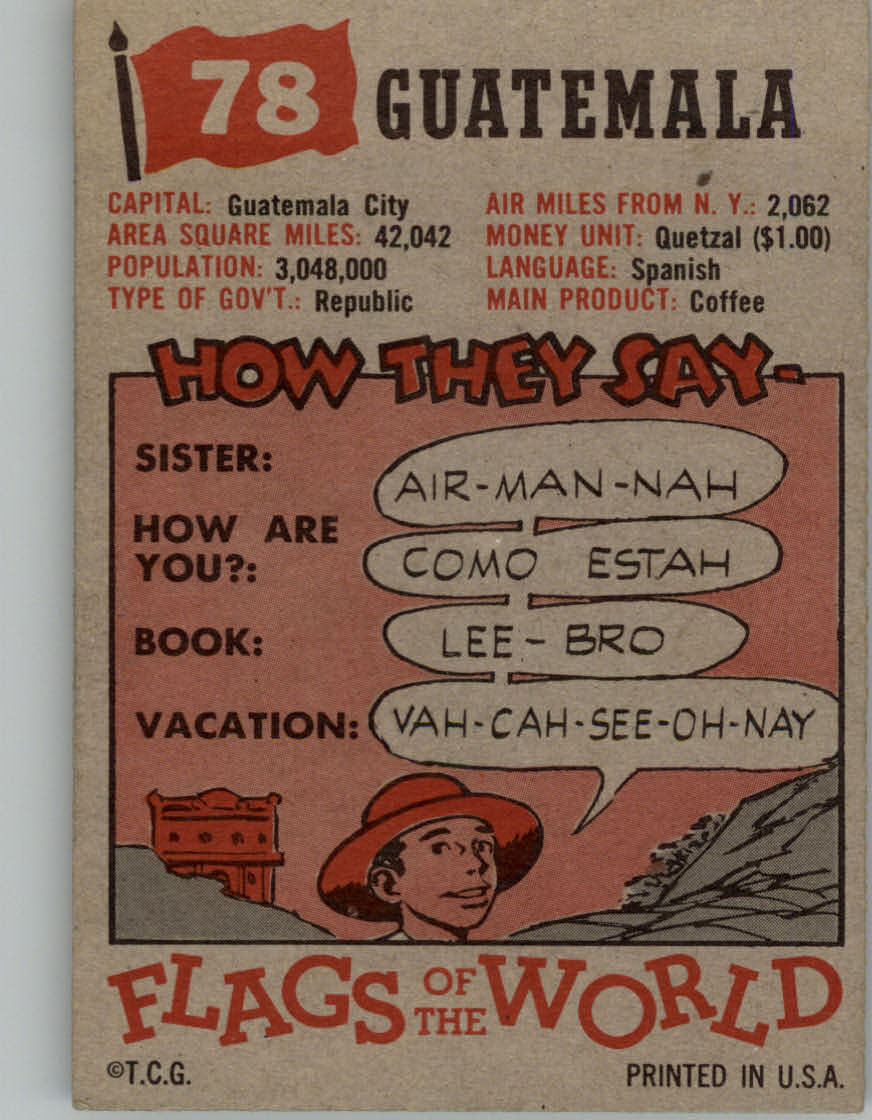 78 GUATEMALA
CAPITAL: Guatemala City
AREA SQUARE MILES: 42,042
POPULATION: 3,048,000
TYPE OF GOV'T.: Republic
AIR MILES FROM N. Y.: 2,062
MONEY UNIT: Quetzal ($1.00)
LANGUAGE: Spanish
MAIN PRODUCT: Coffee
HOW THEY SAY-
SISTER:
AIR-MAN-NAH
HOW ARE
YOU?:
COMO ESTAH
BOOK:
LEE-BRO
VACATION:
VAH-CAH-SEE-OH-NAY
FLAGS OF THE WORLD
©T.C.G.
PRINTED IN U.S.A.